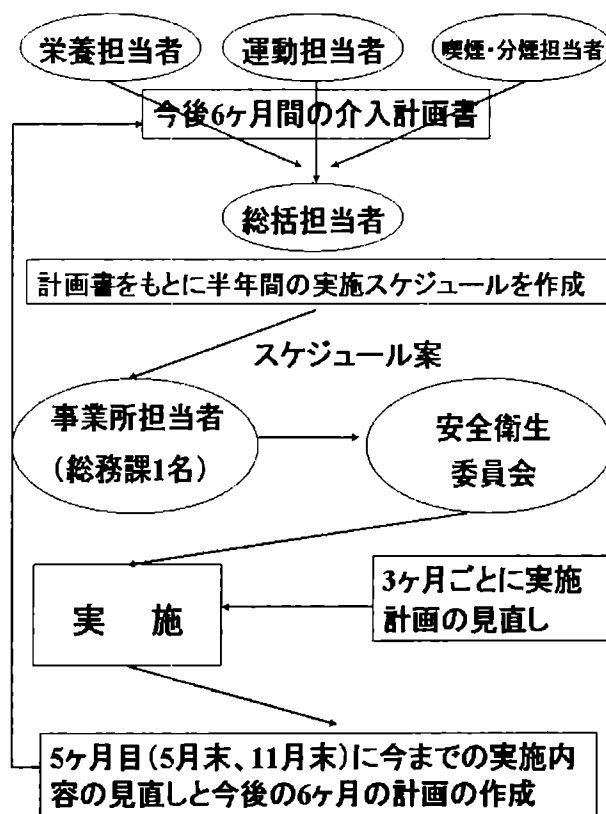 栄養担当者
運動担当者
喫煙・分煙担当者
今後6ヶ月間の介入計画書
総括担当者
計画書をもとに半年間の実施スケジュールを作成
スケジュール案
事業所担当者
(総務課1名)
安全衛生
委員会
実 施
3ヶ月ごとに実施
計画の見直し
5ヶ月目(5月末、11月末)に今までの実施内
容の見直しと今後の6ヶ月の計画の作成